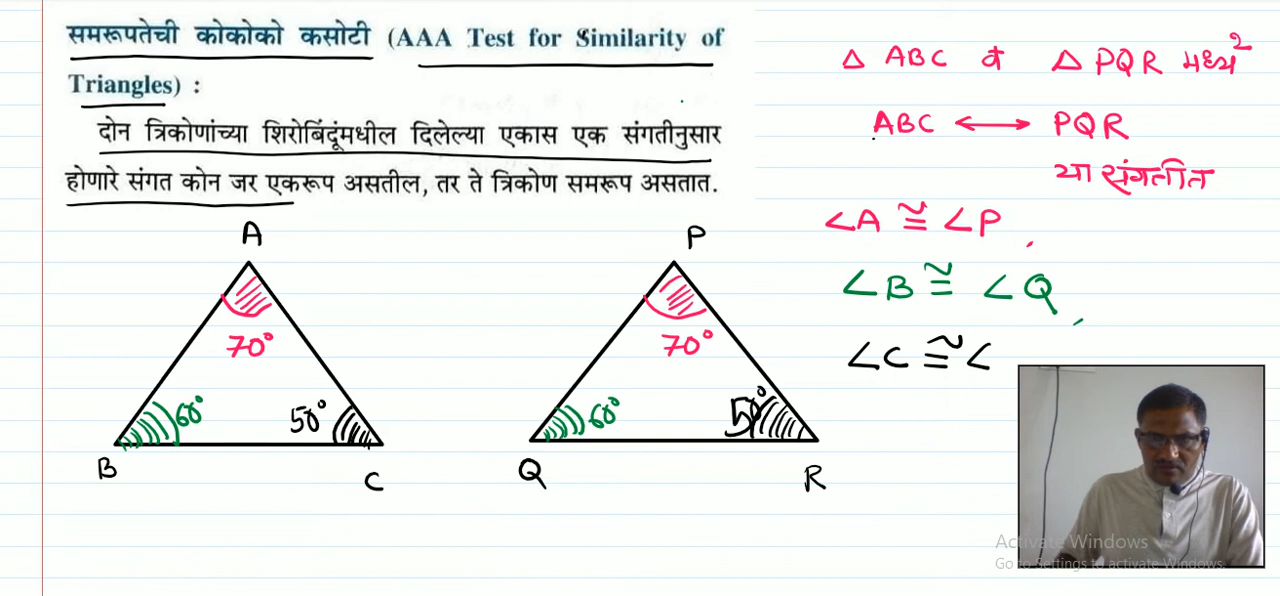 समरूपतेची कोकोको कसोटी (AAA Test for Similarity of
Triangles) :
दोन त्रिकोणांच्या शिरोबिंदूंमधील दिलेल्या एकास एक संगतीनुसार
होणारे संगत कोन जर एकरूप असतील, तर ते त्रिकोण समरूप असतात.
△ ABC व △ PQR मध्ये
ABC ↔ PQR
या संगतीत
∠A ≅ ∠P ,
∠B ≅ ∠Q ,
∠C ≅ ∠
A
70°
60°
50°
B
C
P
70°
60°
50°
Q
R
Activate Windows
Go to Settings to activate Windows.